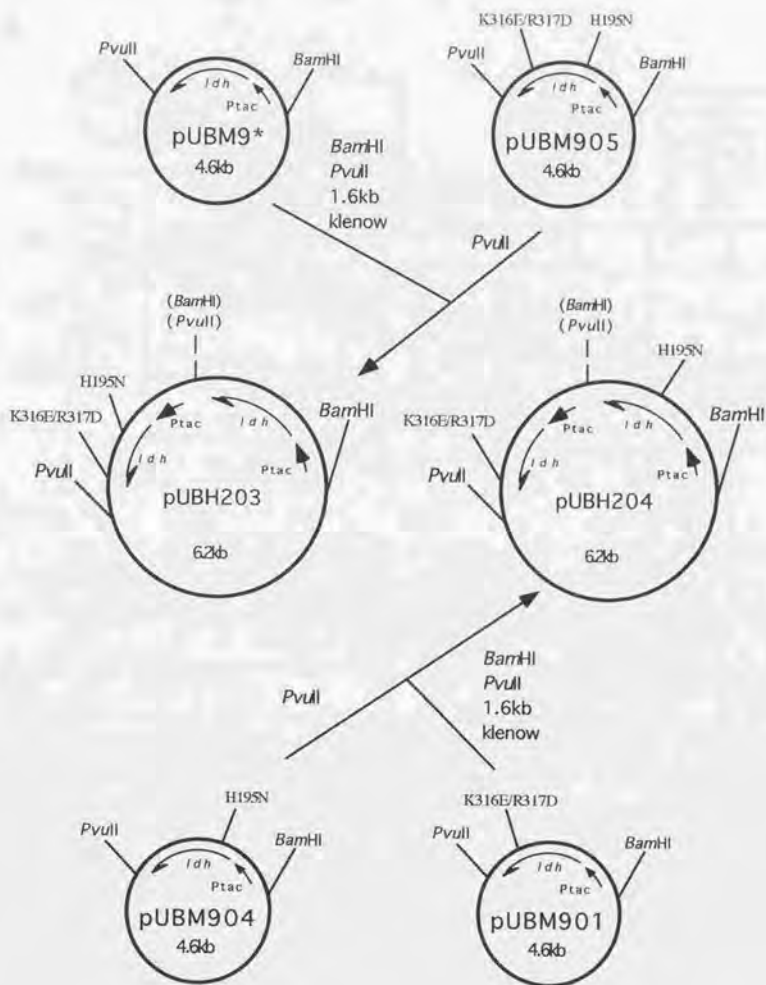 K316E/R317D
H195N
PvuII
BamHI
ldh
Ptac
pUBM9*
4.6kb
PvuII
BamHI
ldh
Ptac
pUBM905
4.6kb
BamHI
PvuII
1.6kb
klenow
PvuII
(BamHI)
(PvuII)
H195N
K316E/R317D
PvuII
BamHI
Ptac
ldh
ldh
Ptac
pUBH203
6.2kb
(BamHI)
(PvuII)
H195N
K316E/R317D
PvuII
BamHI
Ptac
ldh
ldh
Ptac
pUBH204
6.2kb
PvuII
BamHI
PvuII
1.6kb
klenow
H195N
PvuII
BamHI
ldh
Ptac
pUBM904
4.6kb
K316E/R317D
PvuII
BamHI
ldh
Ptac
pUBM901
4.6kb